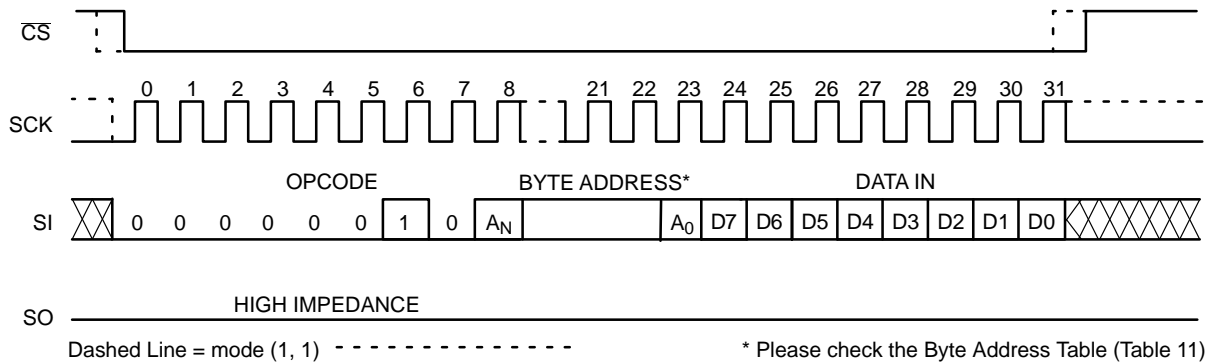 CS
0 1 2 3 4 5 6 7 8 21 22 23 24 25 26 27 28 29 30 31
SCK
OPCODE BYTE ADDRESS* DATA IN
SI 0 0 0 0 0 0 1 0 AN A0 D7 D6 D5 D4 D3 D2 D1 D0
HIGH IMPEDANCE
SO
Dashed Line = mode (1, 1) * Please check the Byte Address Table (Table 11)